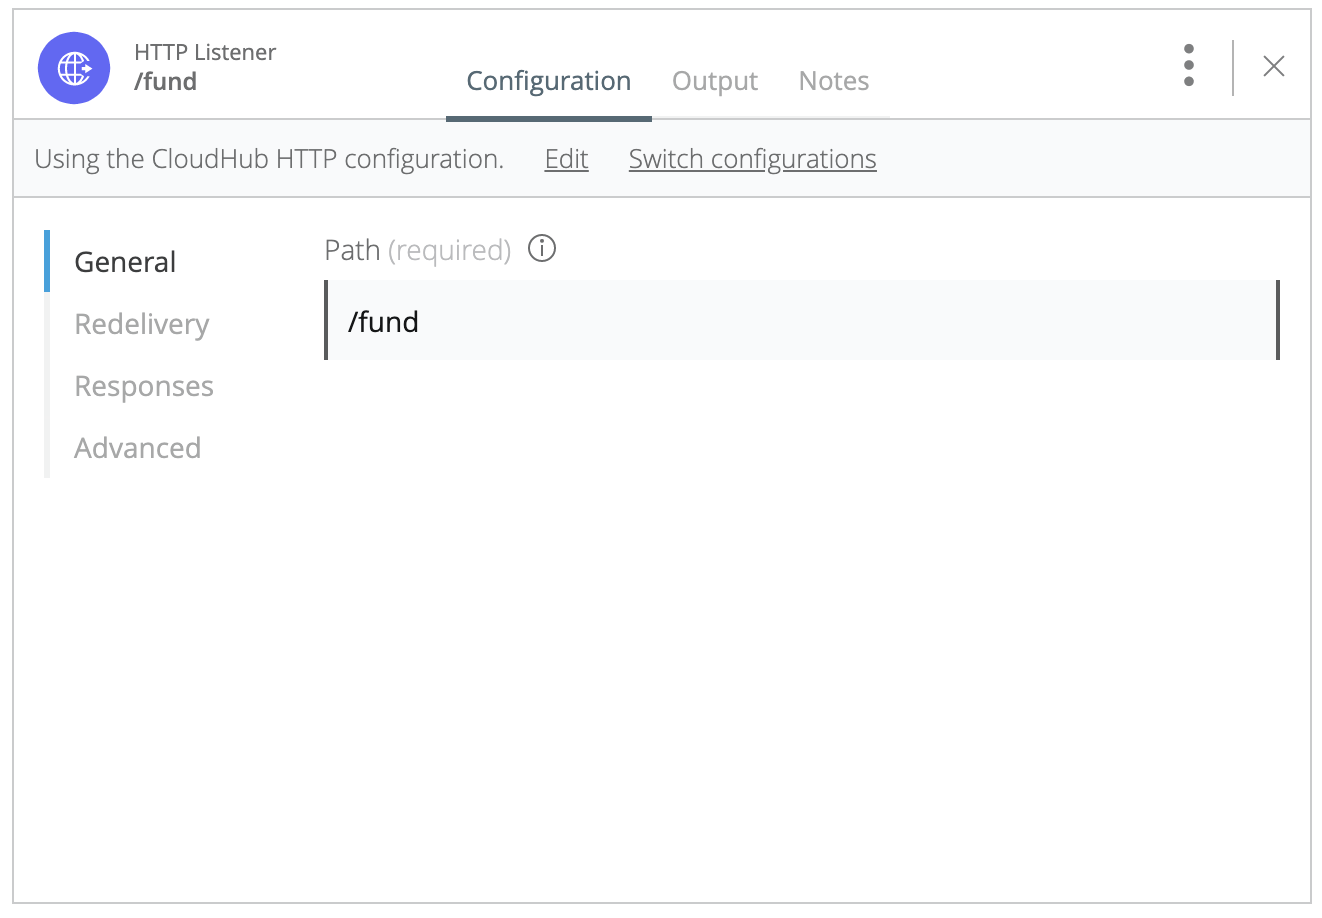 HTTP Listener
/fund
Configuration Output Notes
Using the CloudHub HTTP configuration. Edit Switch configurations
General
Redelivery
Responses
Advanced
Path (required)
/fund